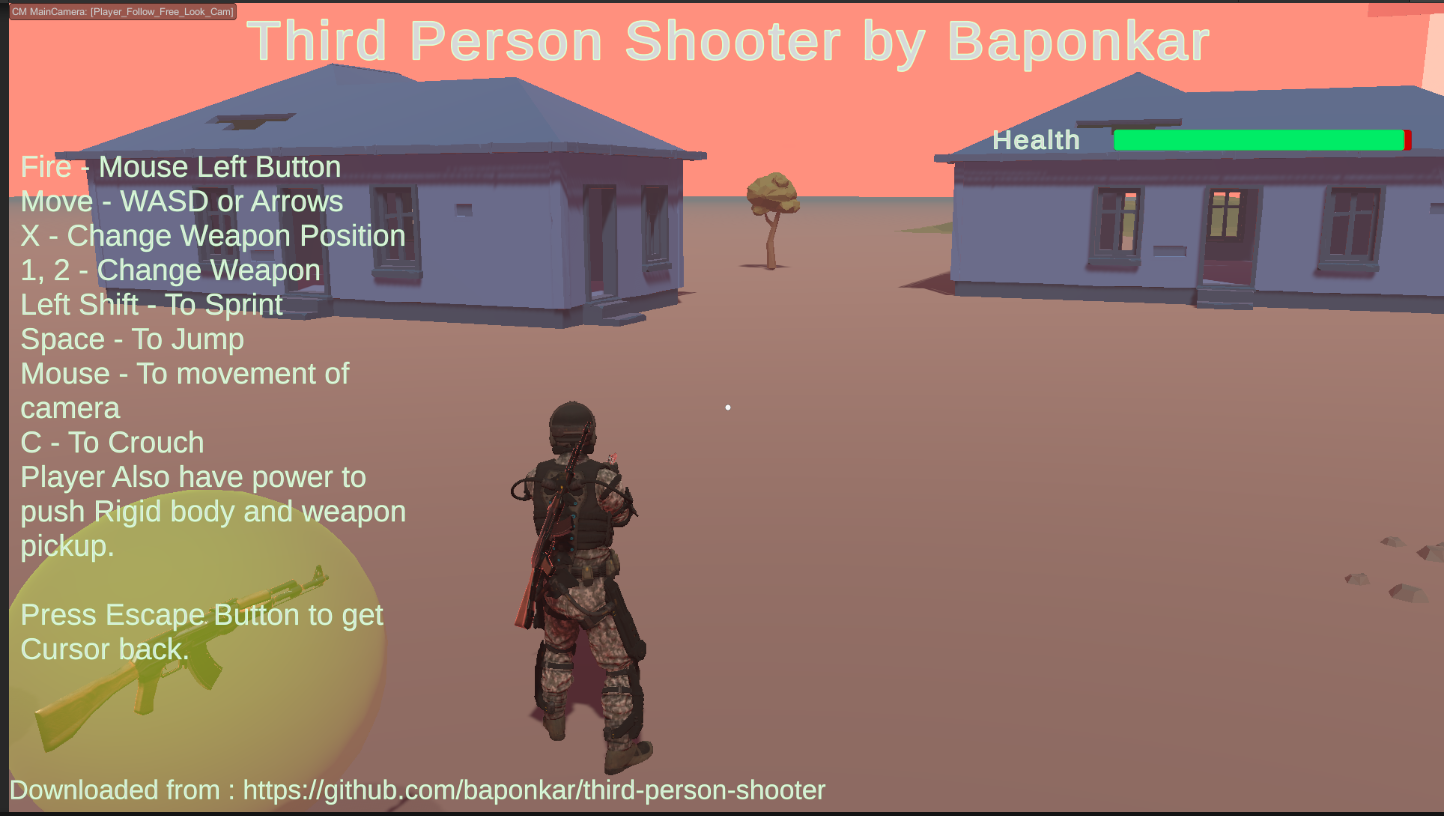 CM MainCamera: [Player_Follow_Free_Look_Cam]
Third Person Shooter by Baponkar
Health
Fire - Mouse Left Button
Move - WASD or Arrows
X - Change Weapon Position
1, 2 - Change Weapon
Left Shift - To Sprint
Space - To Jump
Mouse - To movement of
camera
C - To Crouch
Player Also have power to
push Rigid body and weapon
pickup.
Press Escape Button to get
Cursor back.
Downloaded from : https://github.com/baponkar/third-person-shooter